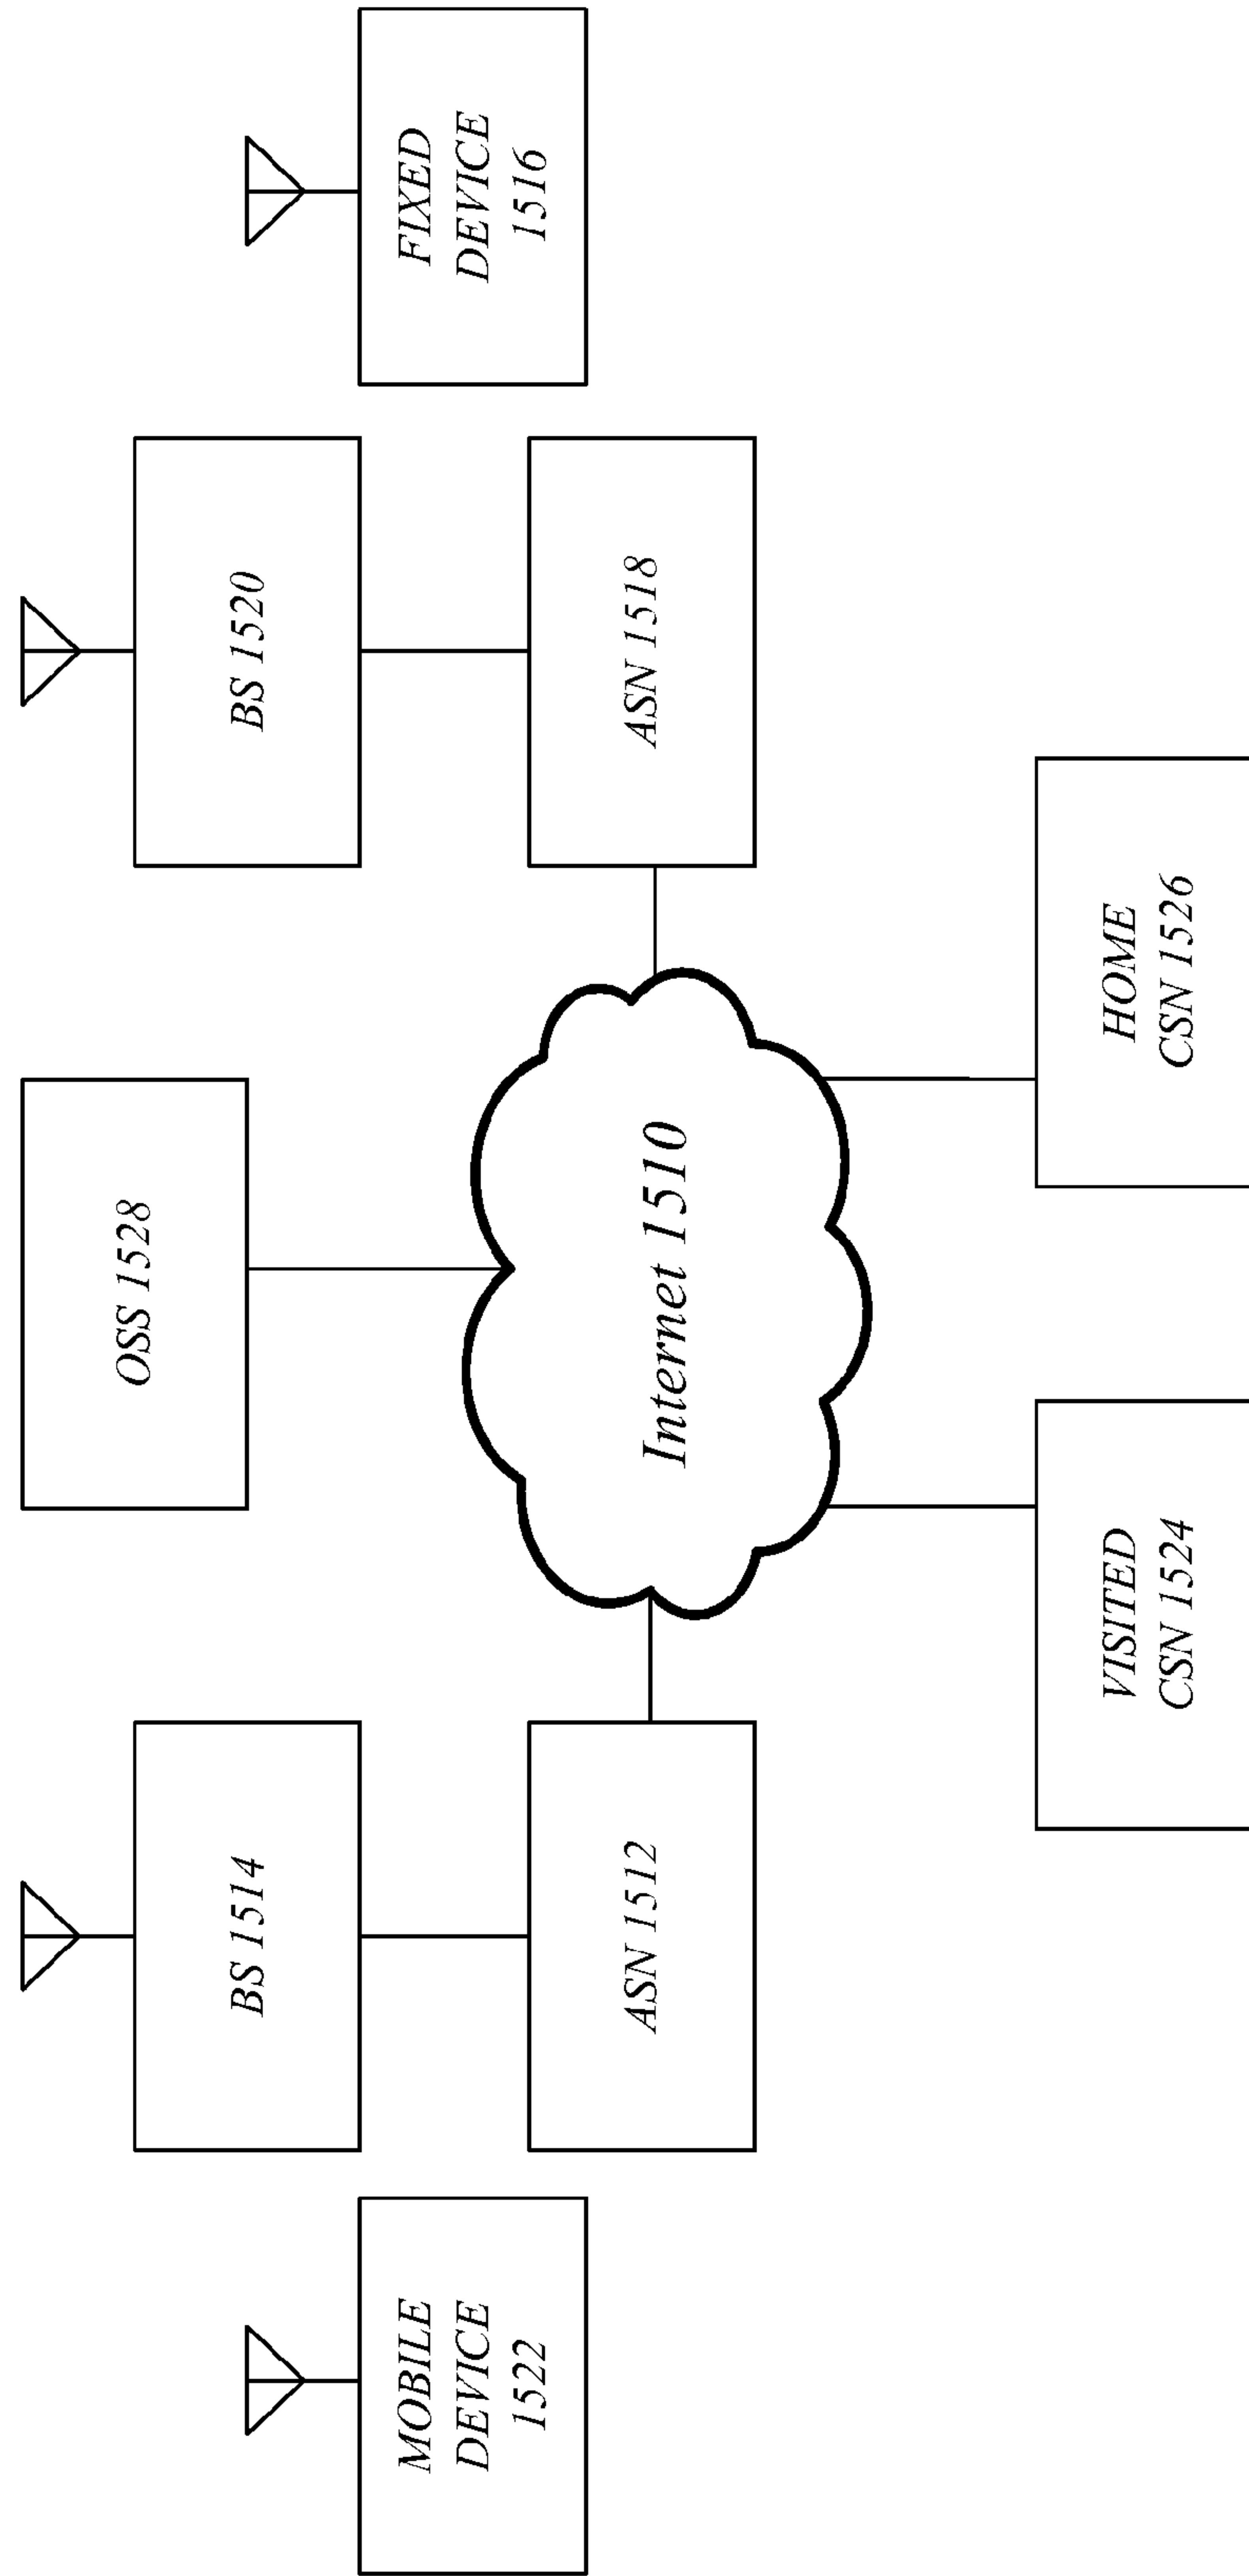 OSS 1528
BS 1514
BS 1520
MOBILE
DEVICE
1522
FIXED
DEVICE
1516
ASN 1512
Internet 1510
ASN 1518
VISITED
CSN 1524
HOME
CSN 1526